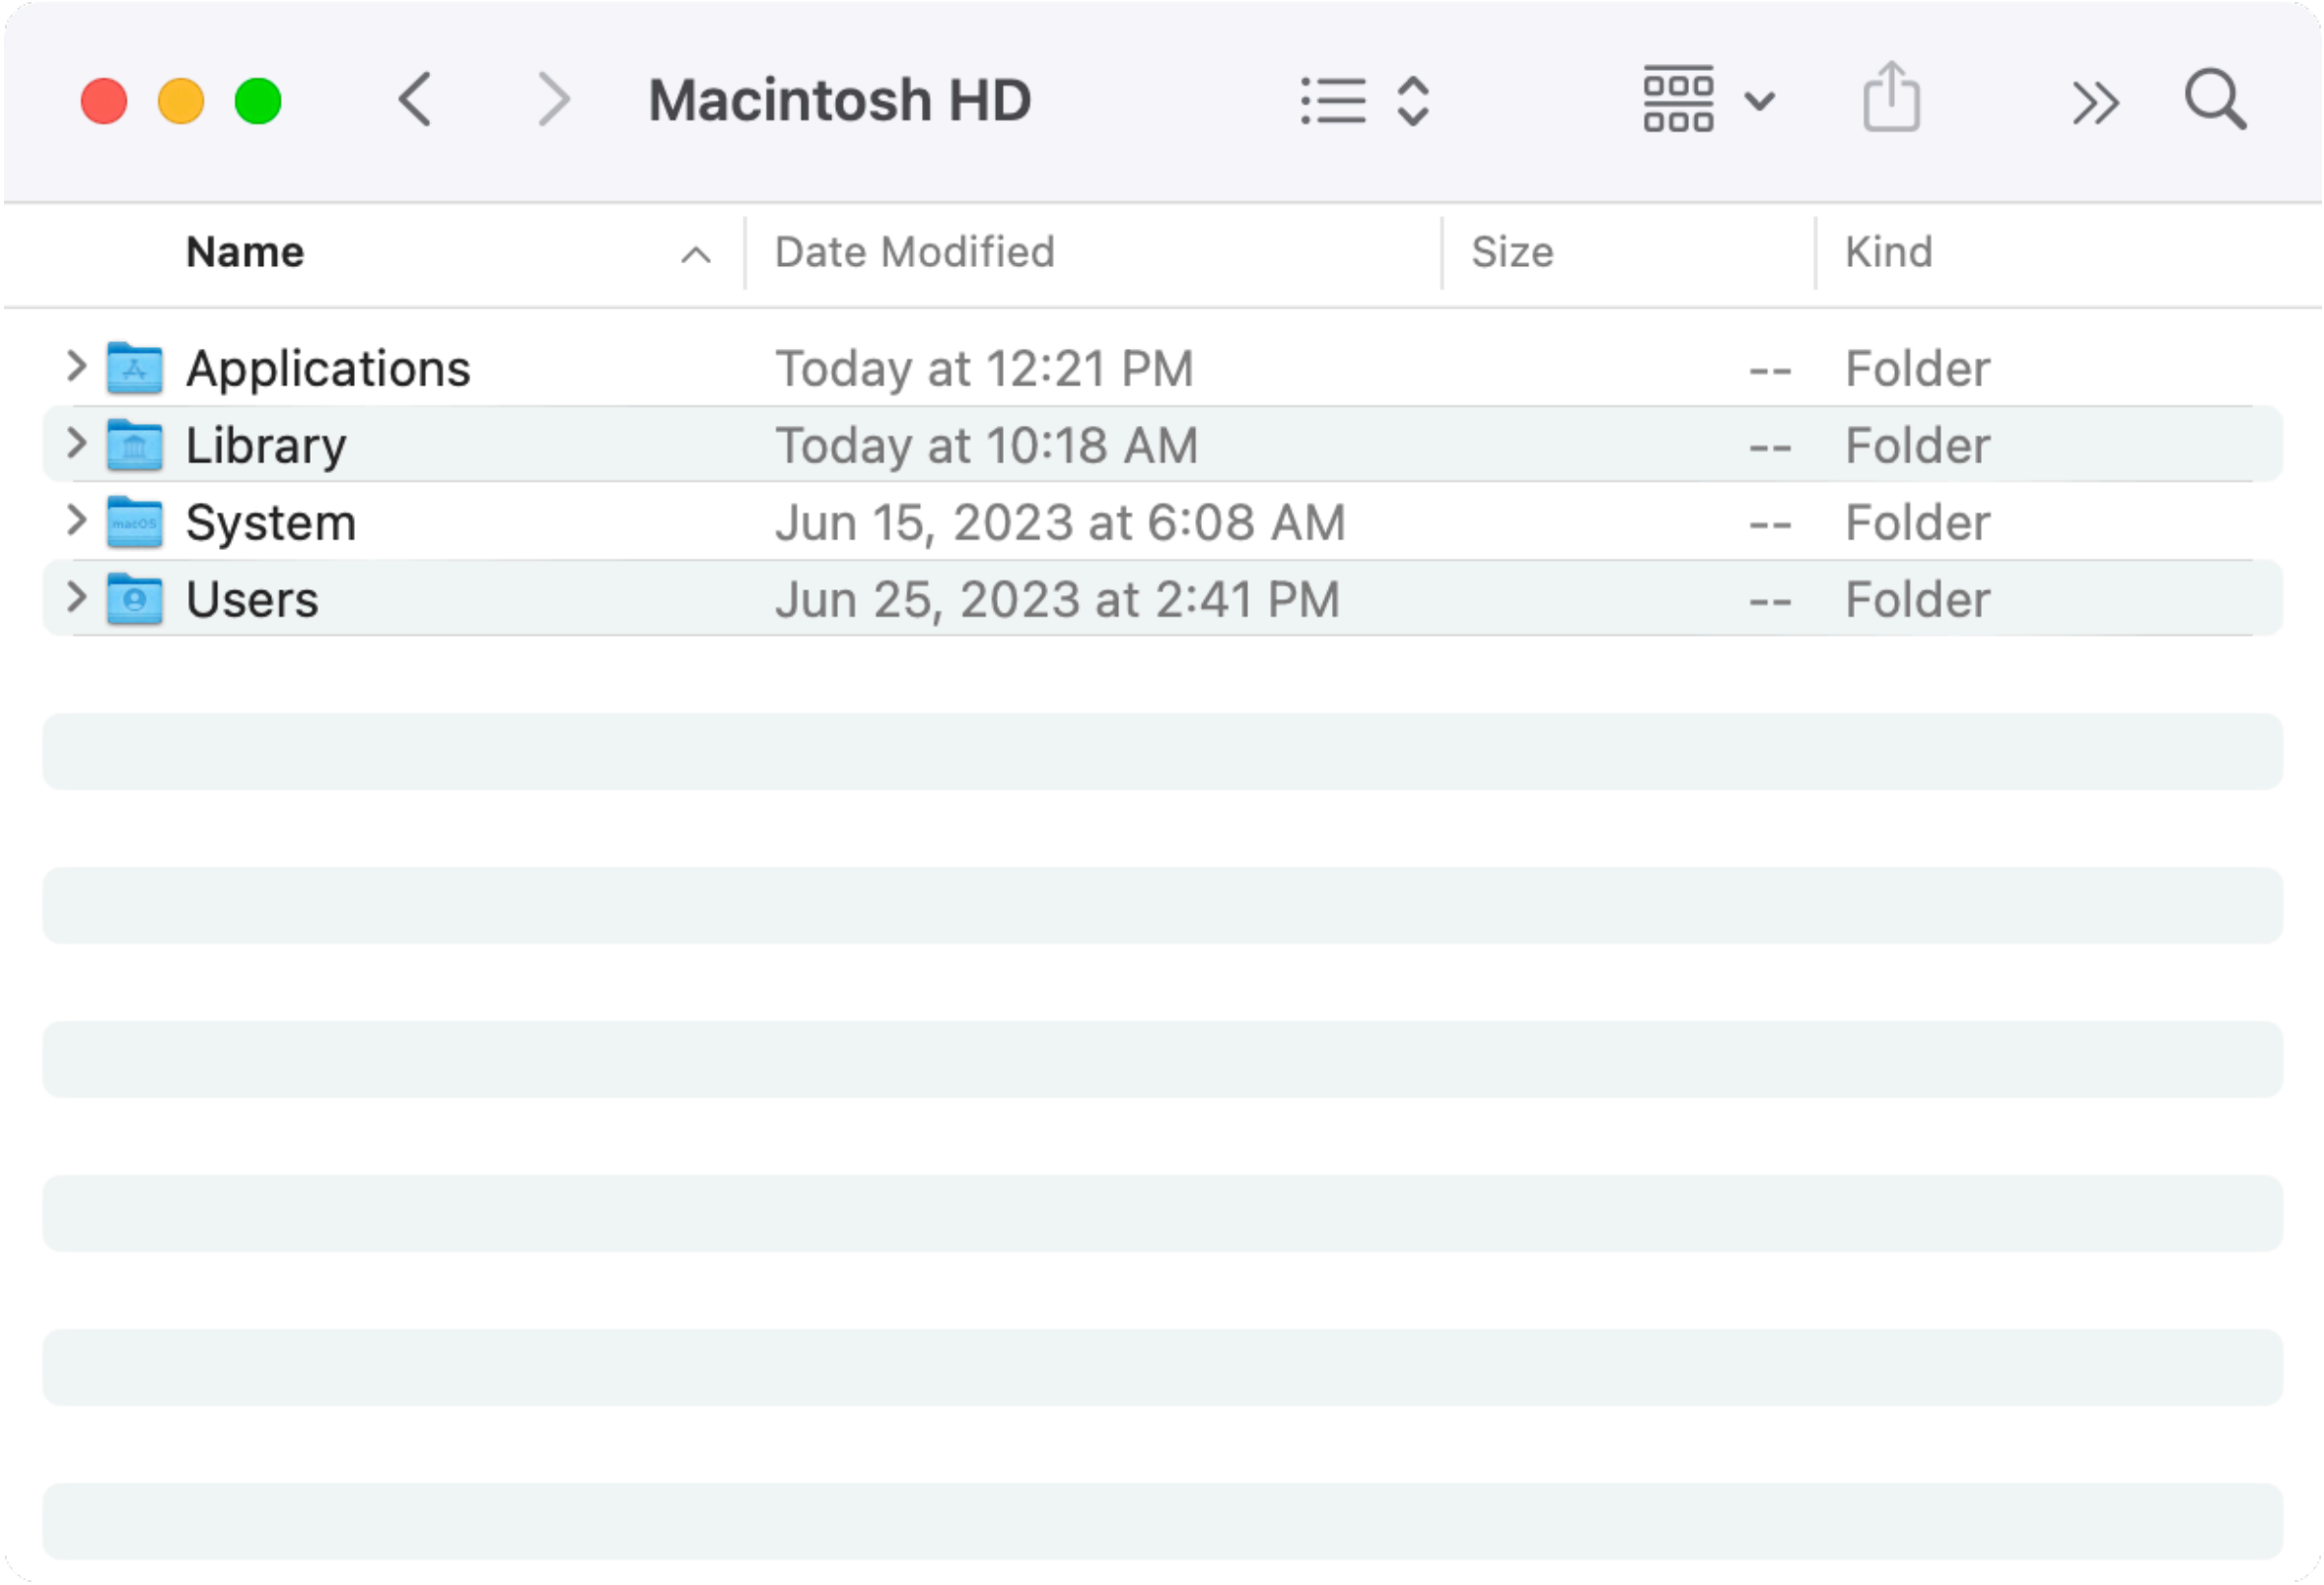 Macintosh HD
Name Date Modified Size Kind
Applications Today at 12:21 PM -- Folder
Library Today at 10:18 AM -- Folder
macOS System Jun 15, 2023 at 6:08 AM -- Folder
Users Jun 25, 2023 at 2:41 PM -- Folder